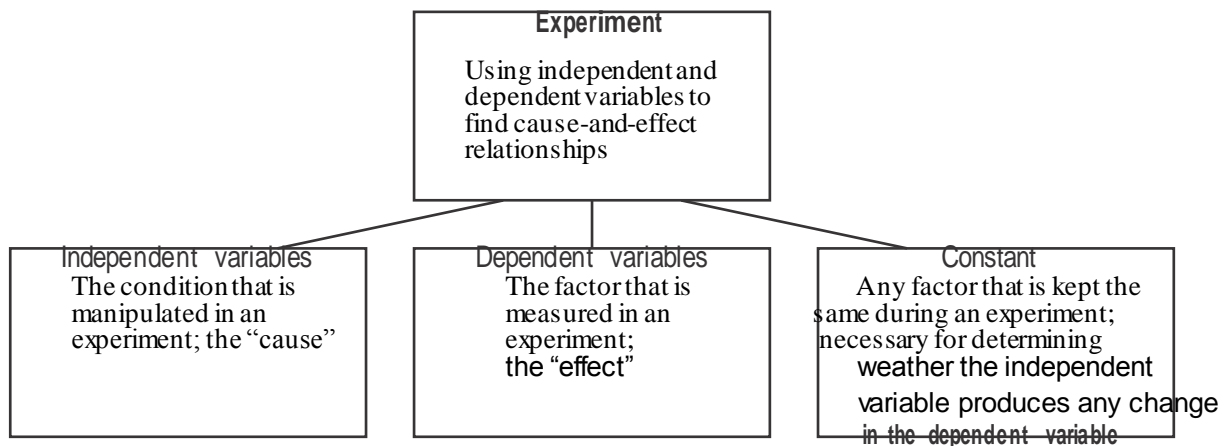 Experiment
Using independent and
dependent variables to
find cause-and-effect
relationships
Independent variables
The condition that is
manipulated in an
experiment; the “cause”
Dependent variables
The factor that is
measured in an
experiment;
the “effect”
Constant
Any factor that is kept the
same during an experiment;
necessary for determining
weather the independent
variable produces any change
in the dependent variable